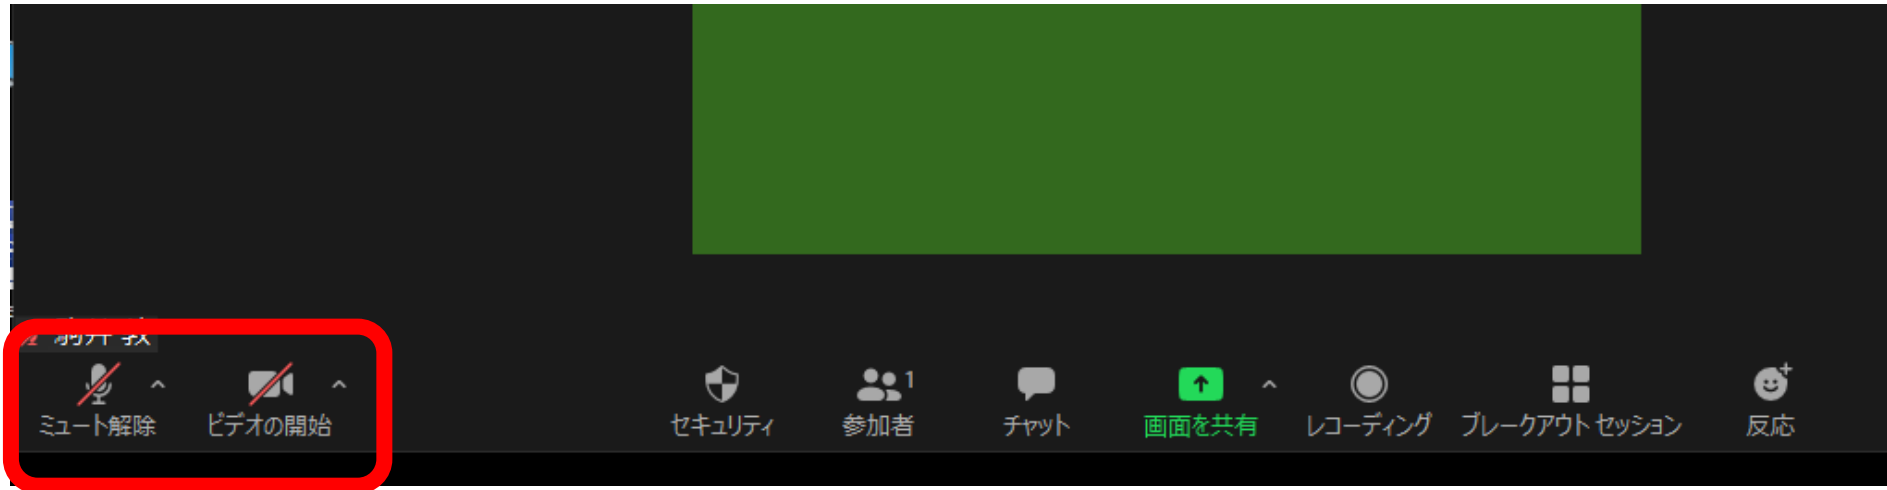 ミュート解除
ビデオの開始
セキュリティ
1
参加者
チャット
画面を共有
レコーディング
ブレークアウト セッション
反応